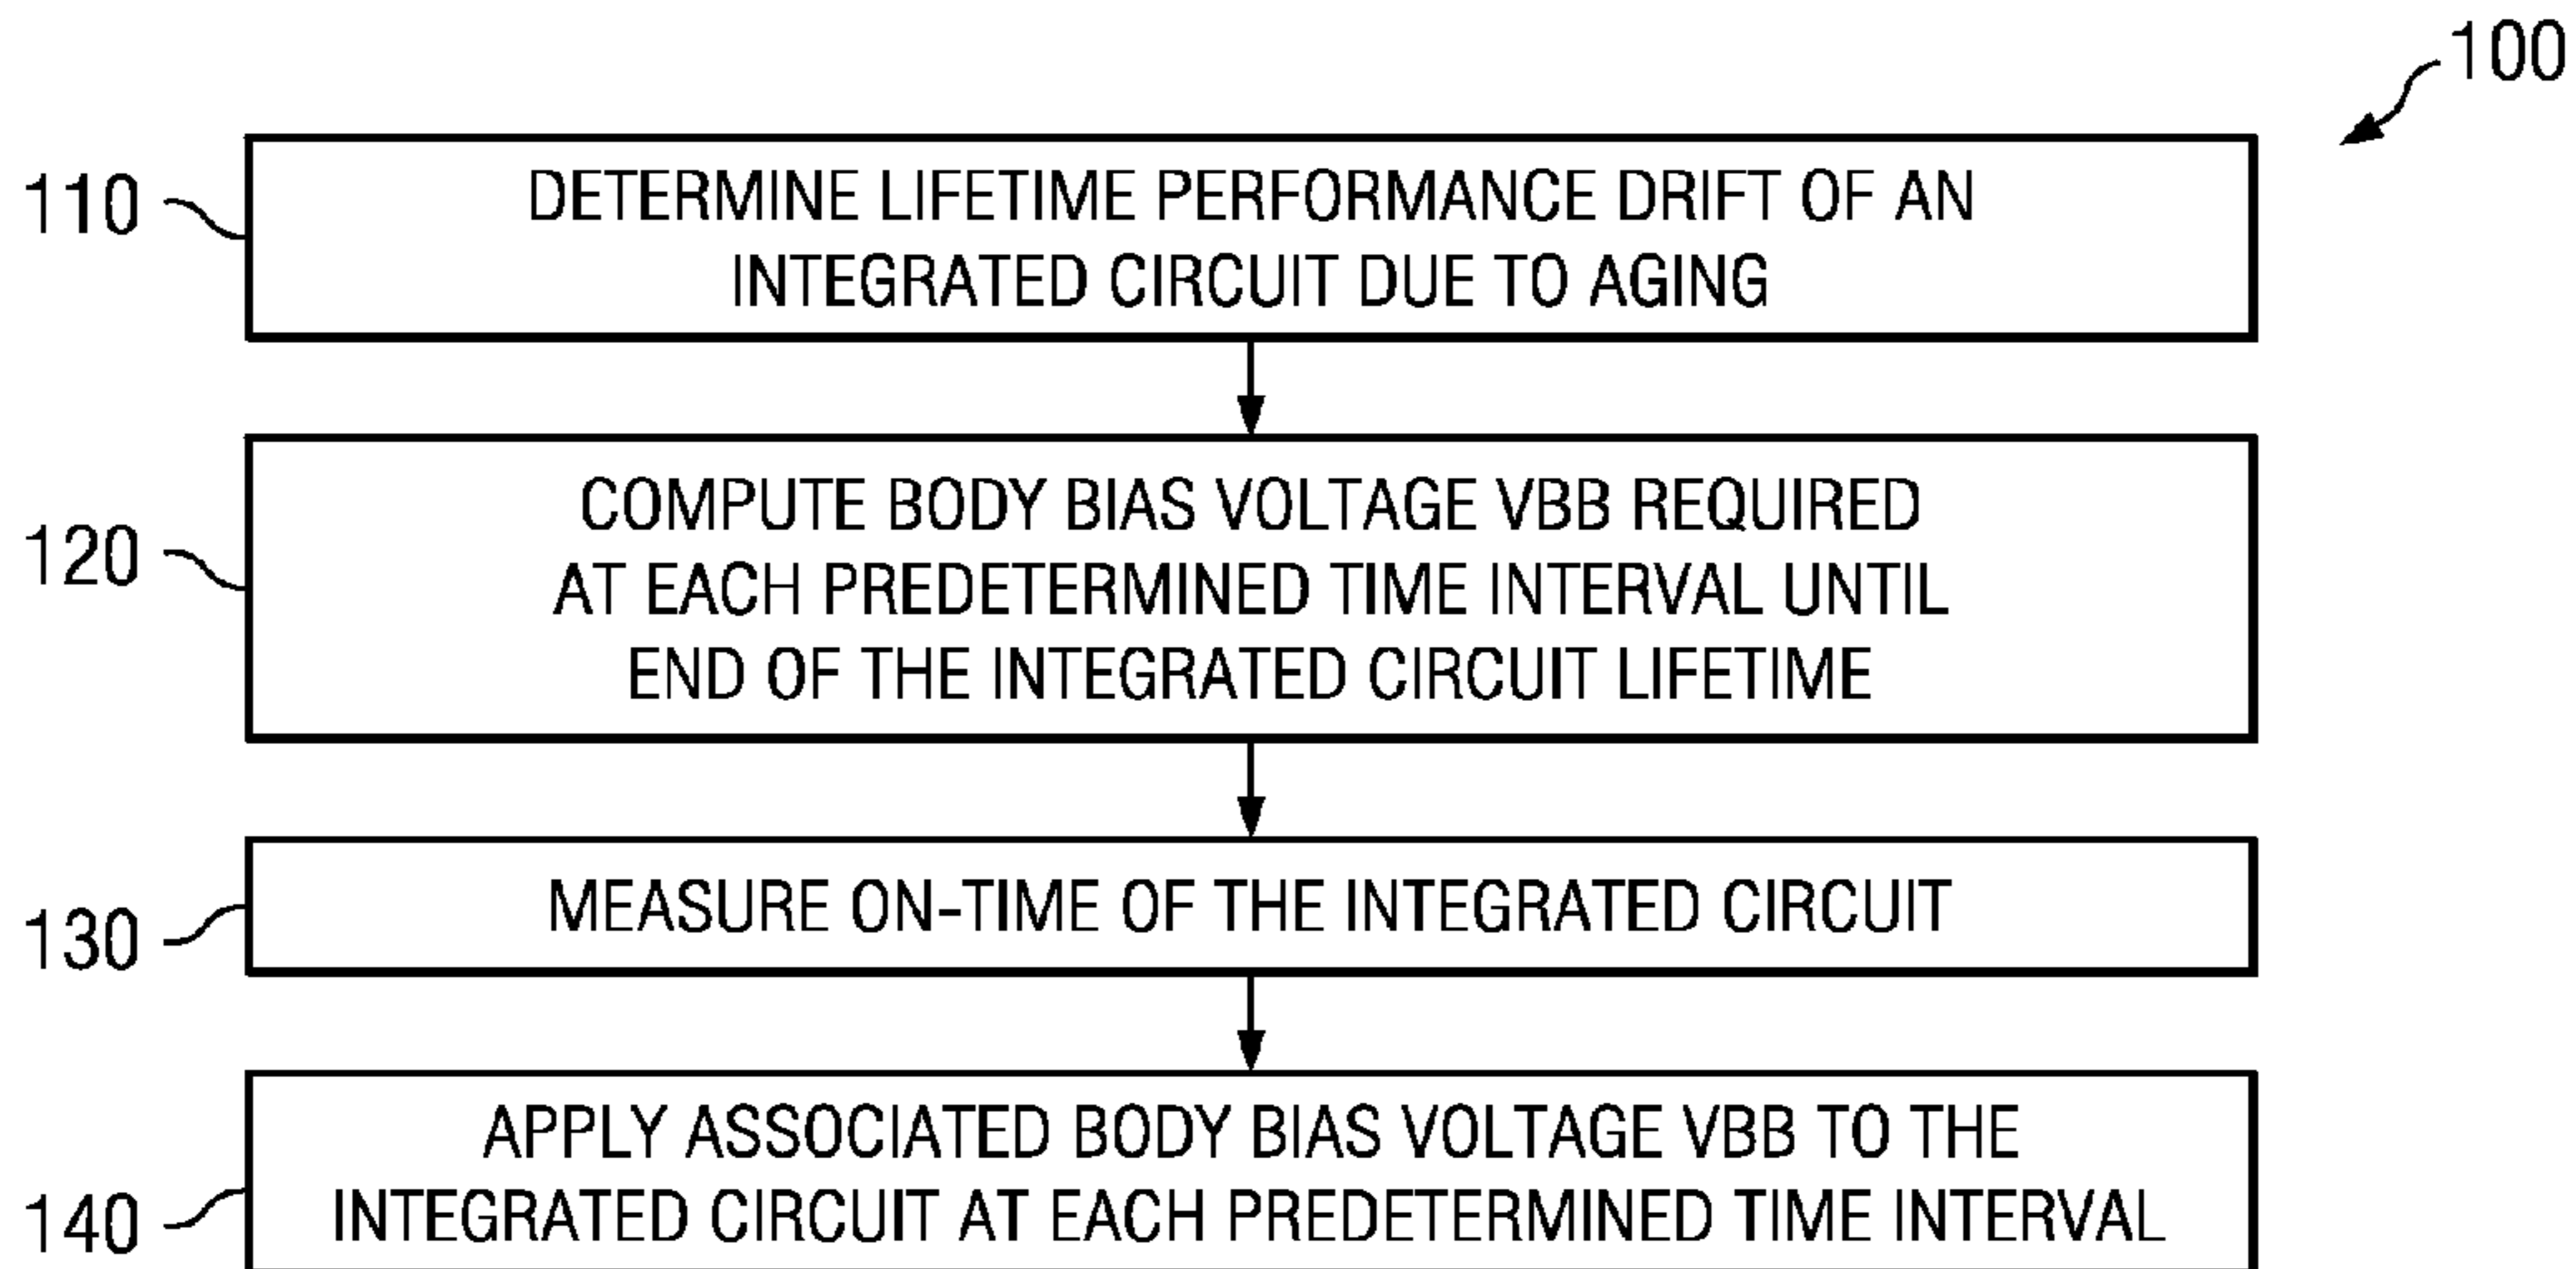 100
110
DETERMINE LIFETIME PERFORMANCE DRIFT OF AN
INTEGRATED CIRCUIT DUE TO AGING
120
COMPUTE BODY BIAS VOLTAGE VBB REQUIRED
AT EACH PREDETERMINED TIME INTERVAL UNTIL
END OF THE INTEGRATED CIRCUIT LIFETIME
130
MEASURE ON-TIME OF THE INTEGRATED CIRCUIT
140
APPLY ASSOCIATED BODY BIAS VOLTAGE VBB TO THE
INTEGRATED CIRCUIT AT EACH PREDETERMINED TIME INTERVAL